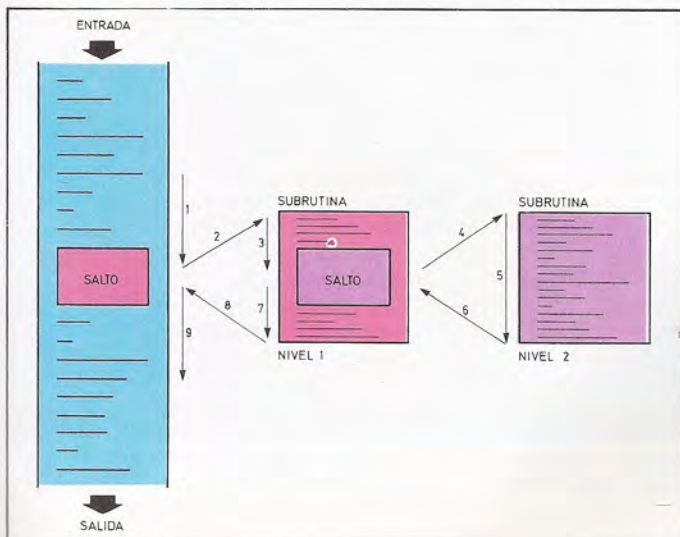 ENTRADA
1
SALTO
9
SALIDA
2
8
SUBRUTINA
3
SALTO
7
NIVEL 1
4
6
SUBRUTINA
5
NIVEL 2